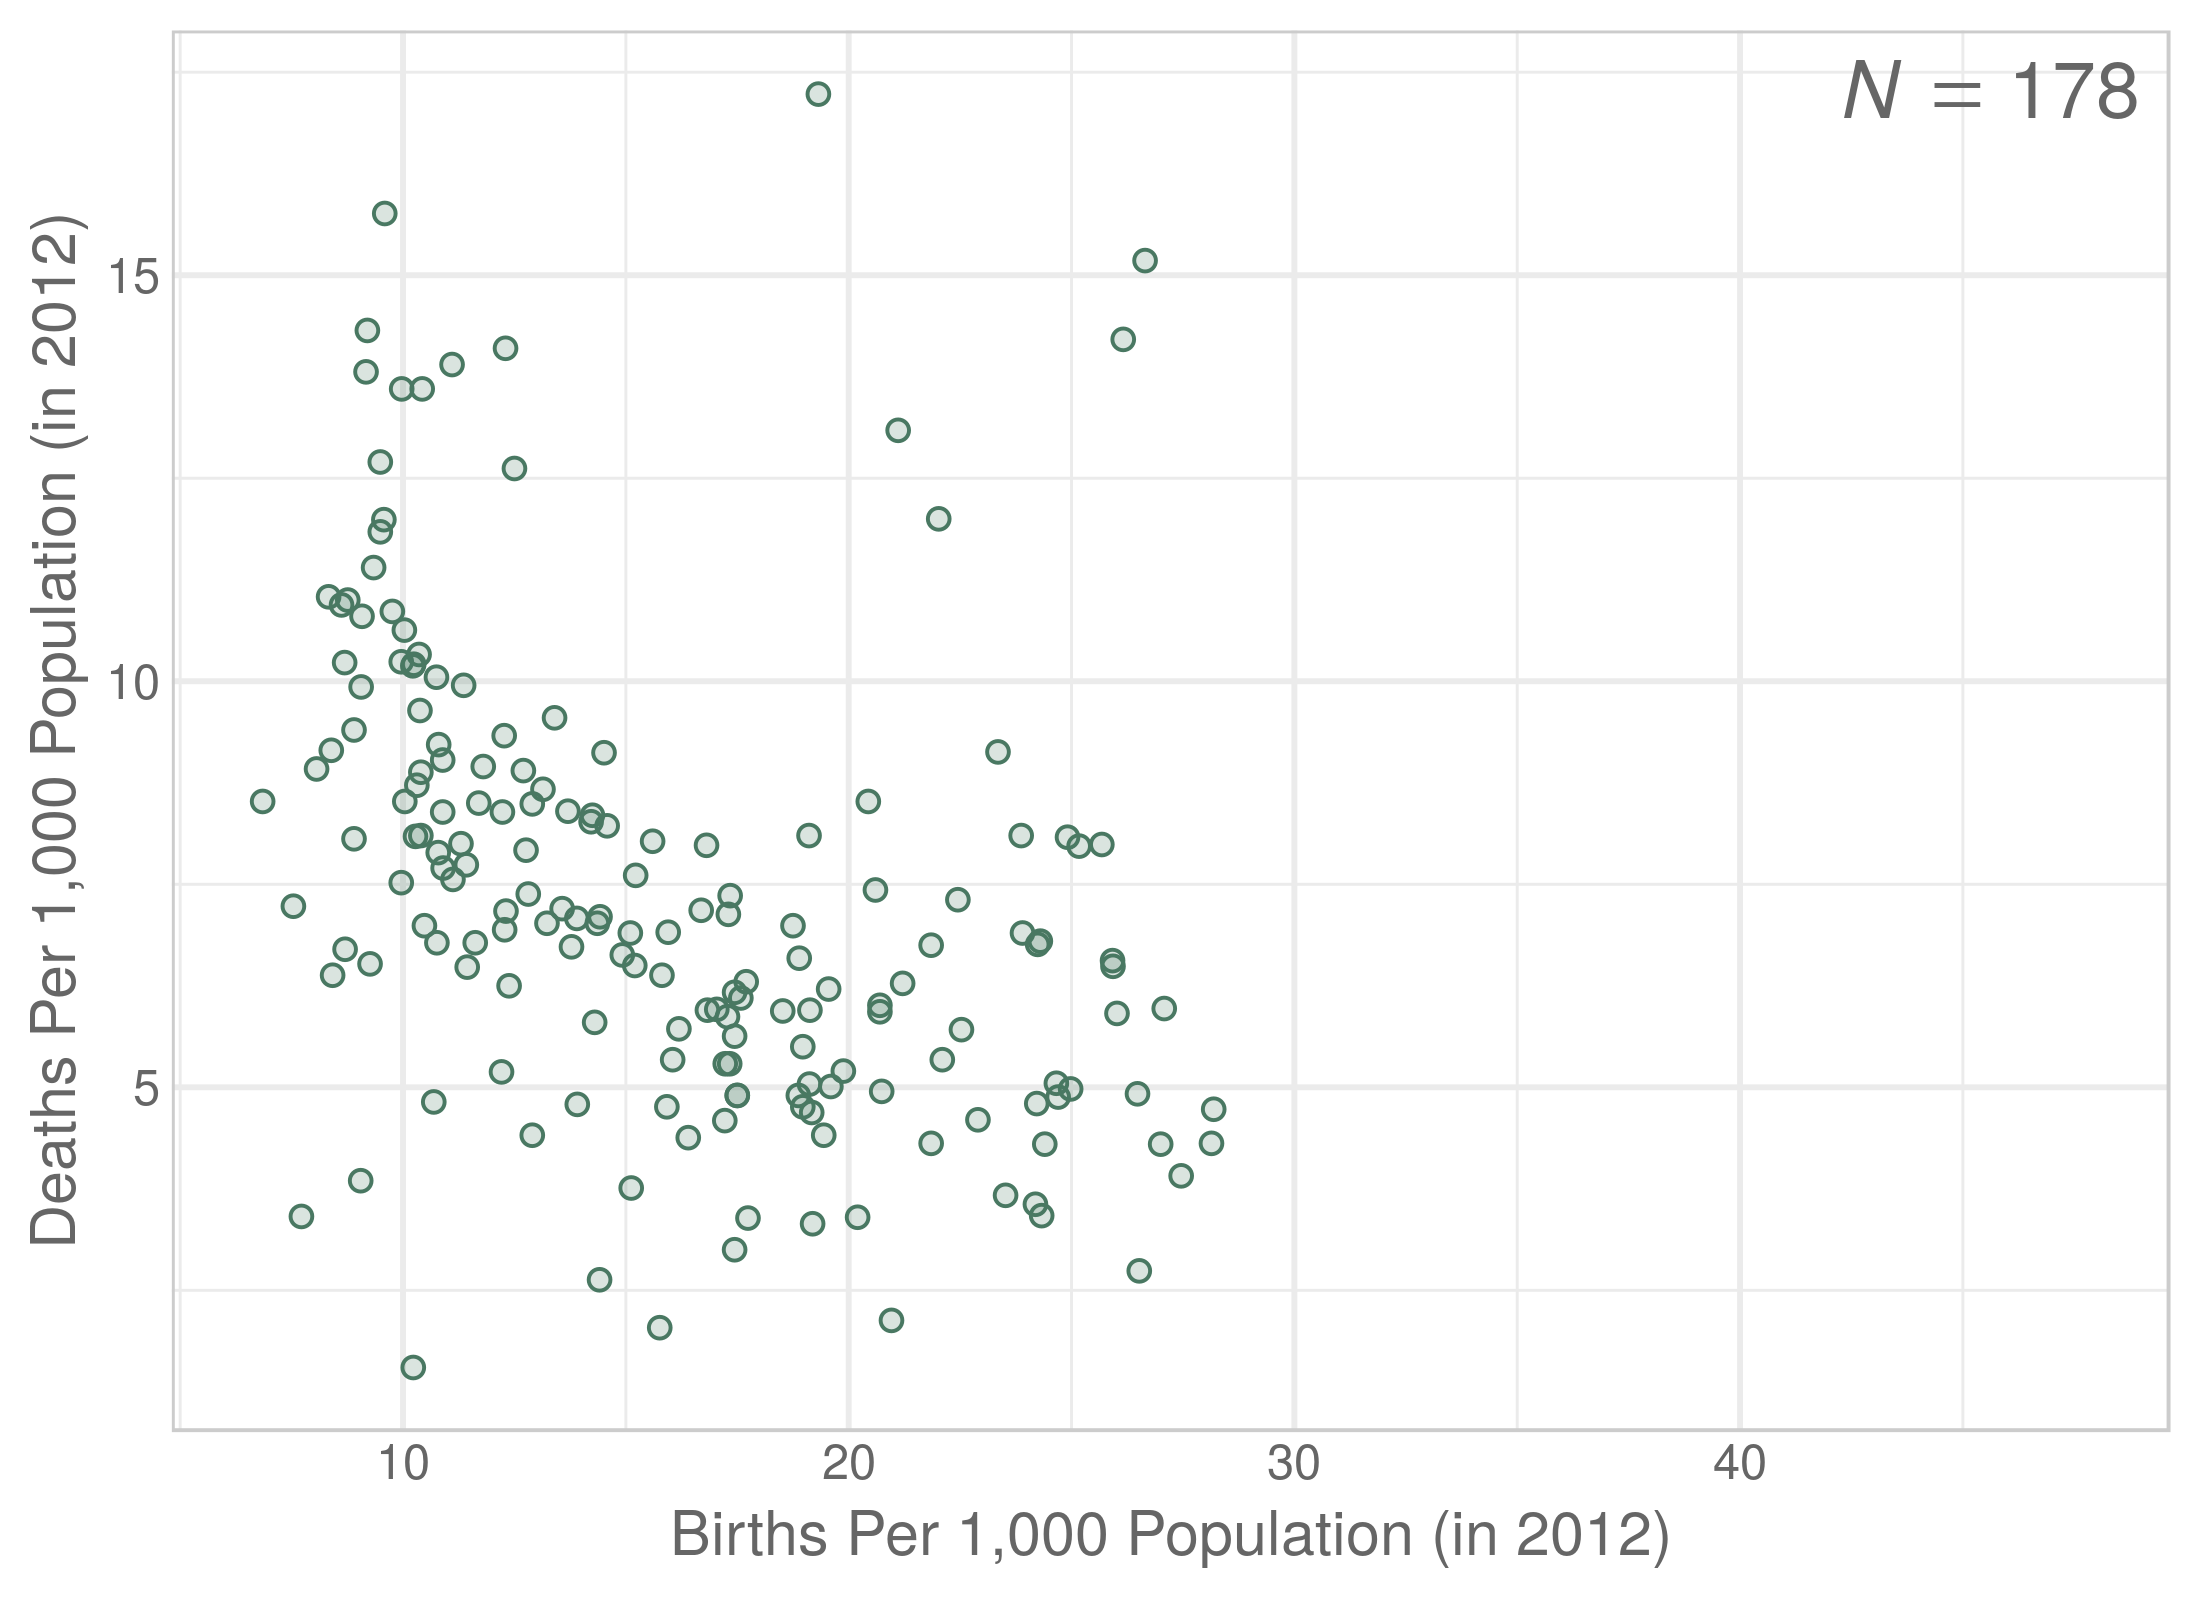 N = 178
15
10
5
Deaths Per 1,000 Population (in 2012)
10 20 30 40
Births Per 1,000 Population (in 2012)